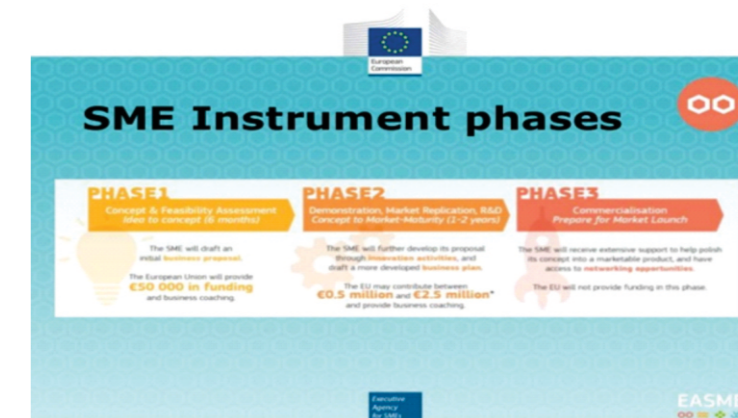 European
Commission
SME Instrument phases
PHASE1
Concept & Feasibility Assessment
Idea to concept (6 months)
The SME will draft an
initial business proposal.
The European Union will provide
€50 000 in funding
and business coaching.
PHASE2
Demonstration, Market Replication, R&D
Concept to Market-Maturity (1-2 years)
The SME will further develop its proposal
through innovation activities, and
draft a more developed business plan.
The EU may contribute between
€0.5 million and €2.5 million*
and provide business coaching.
PHASE3
Commercialisation
Prepare for Market Launch
The SME will receive extensive support to help polish
its concept into a marketable product, and have
access to networking opportunities.
The EU will not provide funding in this phase.
Executive
Agency
for SMEs
EASME